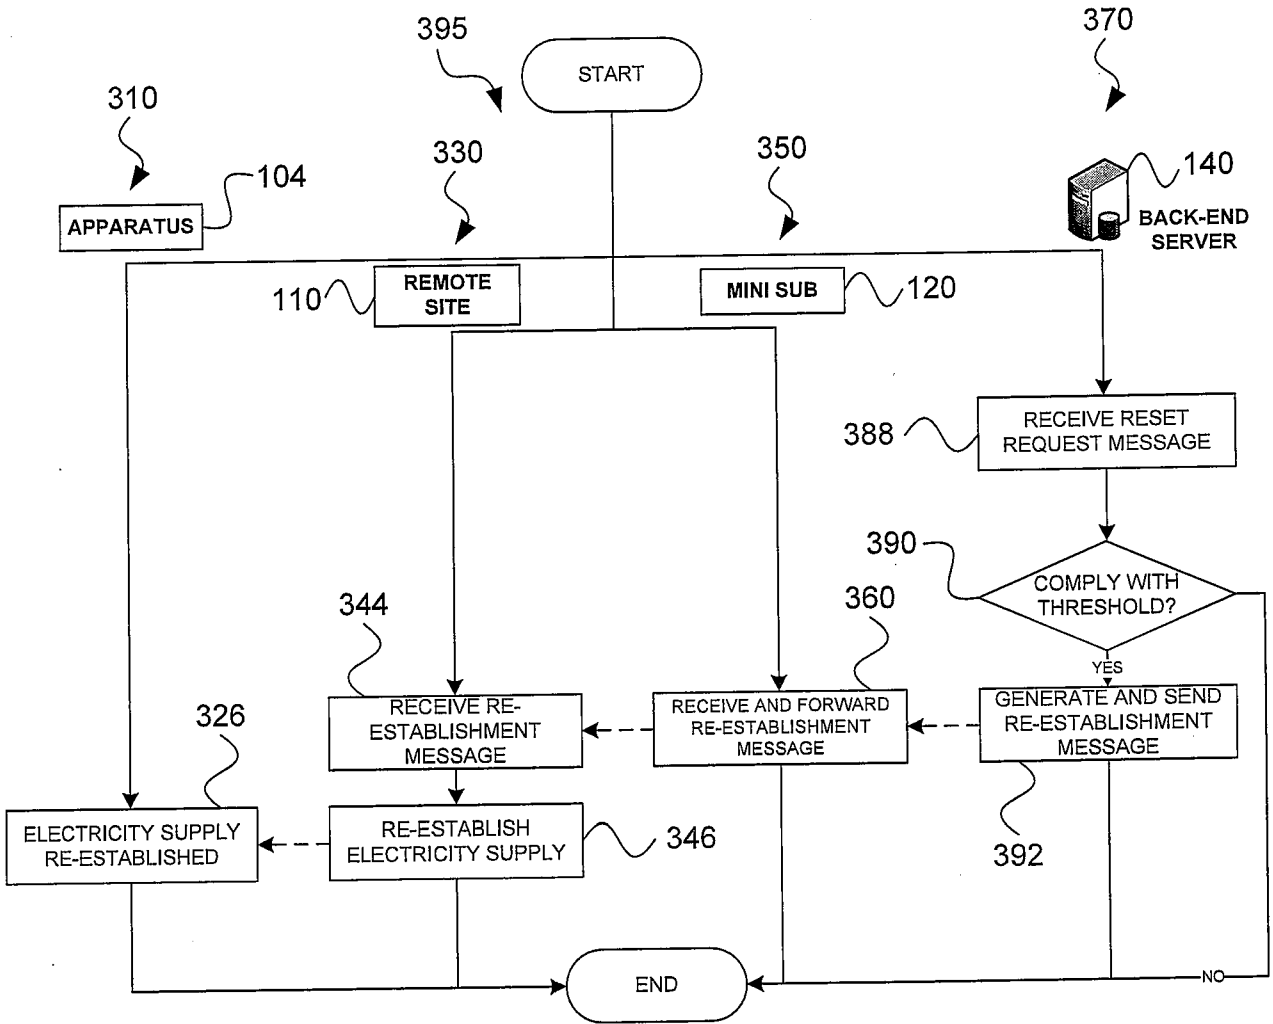 395
START
370
310
330
350
104
140
APPARATUS
BACK-END
SERVER
110
REMOTE
SITE
MINI SUB
120
388
RECEIVE RESET
REQUEST MESSAGE
390
COMPLY WITH
THRESHOLD?
344
360
YES
326
RECEIVE RE-
ESTABLISHMENT
MESSAGE
RECEIVE AND FORWARD
RE-ESTABLISHMENT
MESSAGE
GENERATE AND SEND
RE-ESTABLISHMENT
MESSAGE
ELECTRICITY SUPPLY
RE-ESTABLISHED
RE-ESTABLISH
ELECTRICITY SUPPLY
346
392
END
NO